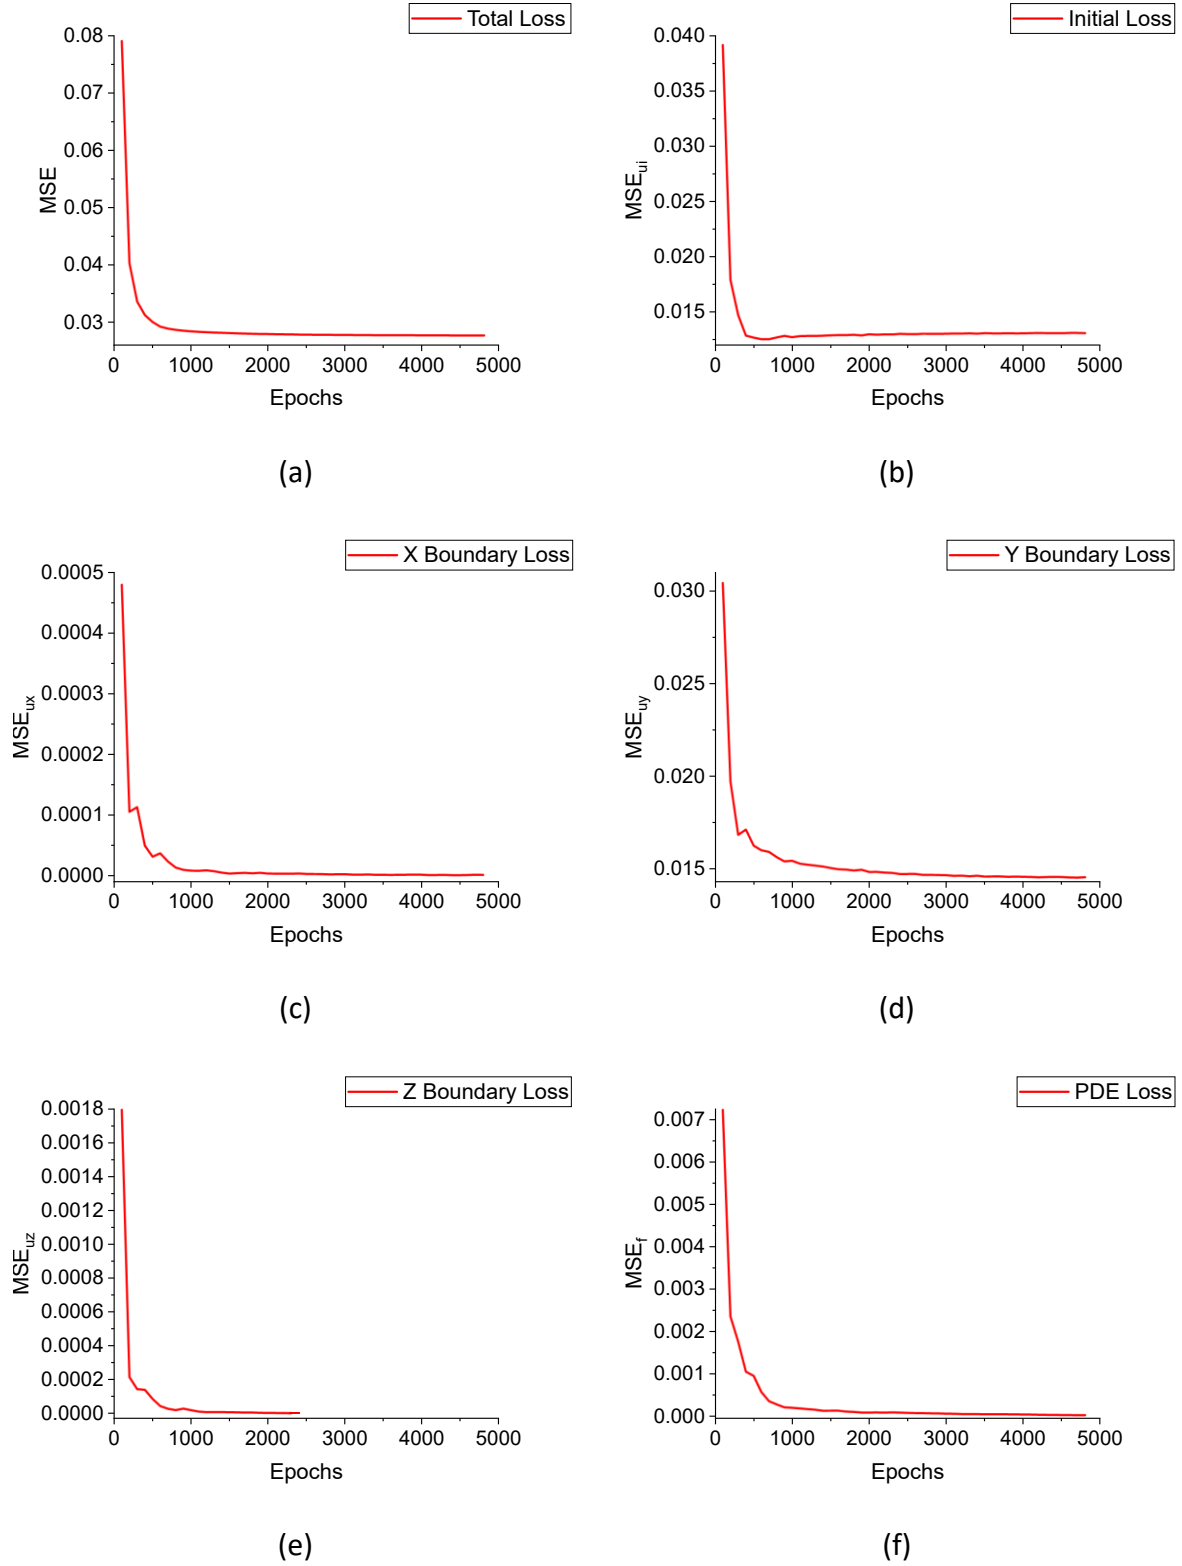 Total Loss
0.08
0.07
0.06
0.05
0.04
0.03
MSE
0 1000 2000 3000 4000 5000
Epochs
(a)
Initial Loss
0.040
0.035
0.030
0.025
0.020
0.015
MSEui
0 1000 2000 3000 4000 5000
Epochs
(b)
X Boundary Loss
0.0005
0.0004
0.0003
0.0002
0.0001
0.0000
MSEux
0 1000 2000 3000 4000 5000
Epochs
(c)
Y Boundary Loss
0.030
0.025
0.020
0.015
MSEuy
0 1000 2000 3000 4000 5000
Epochs
(d)
Z Boundary Loss
0.0018
0.0016
0.0014
0.0012
0.0010
0.0008
0.0006
0.0004
0.0002
0.0000
MSEuz
0 1000 2000 3000 4000 5000
Epochs
(e)
PDE Loss
0.007
0.006
0.005
0.004
0.003
0.002
0.001
0.000
MSEf
0 1000 2000 3000 4000 5000
Epochs
(f)